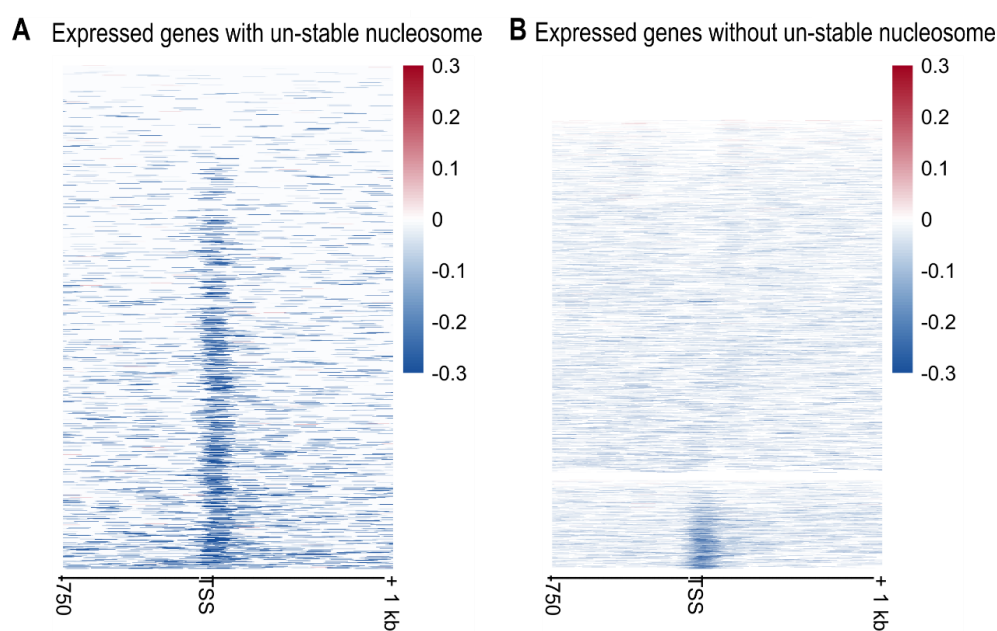 A Expressed genes with un-stable nucleosome
0.3
0.2
0.1
0
-0.1
-0.2
-0.3
-750
TSS
+ 1 kb
B Expressed genes without un-stable nucleosome
0.3
0.2
0.1
0
-0.1
-0.2
-0.3
-750
TSS
+ 1 kb